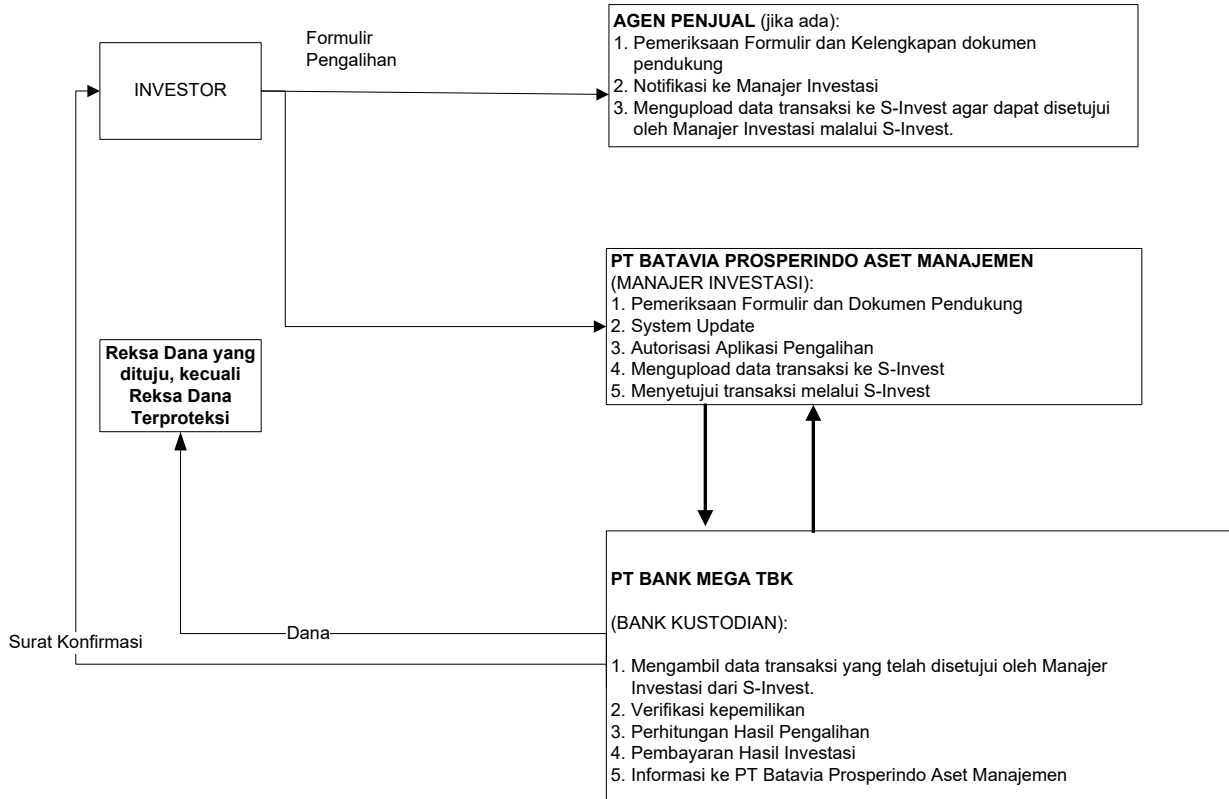 Formulir
Pengalihan
INVESTOR
AGEN PENJUAL (jika ada):
1. Pemeriksaan Formulir dan Kelengkapan dokumen
pendukung
2. Notifikasi ke Manajer Investasi
3. Mengupload data transaksi ke S-Invest agar dapat disetujui
oleh Manajer Investasi malalui S-Invest.
PT BATAVIA PROSPERINDO ASET MANAJEMEN
(MANAJER INVESTASI):
1. Pemeriksaan Formulir dan Dokumen Pendukung
2. System Update
3. Autorisasi Aplikasi Pengalihan
4. Mengupload data transaksi ke S-Invest
5. Menyetujui transaksi melalui S-Invest
Reksa Dana yang
dituju, kecuali
Reksa Dana
Terproteksi
PT BANK MEGA TBK
(BANK KUSTODIAN):
1. Mengambil data transaksi yang telah disetujui oleh Manajer
Investasi dari S-Invest.
2. Verifikasi kepemilikan
3. Perhitungan Hasil Pengalihan
4. Pembayaran Hasil Investasi
5. Informasi ke PT Batavia Prosperindo Aset Manajemen
Dana
Surat Konfirmasi